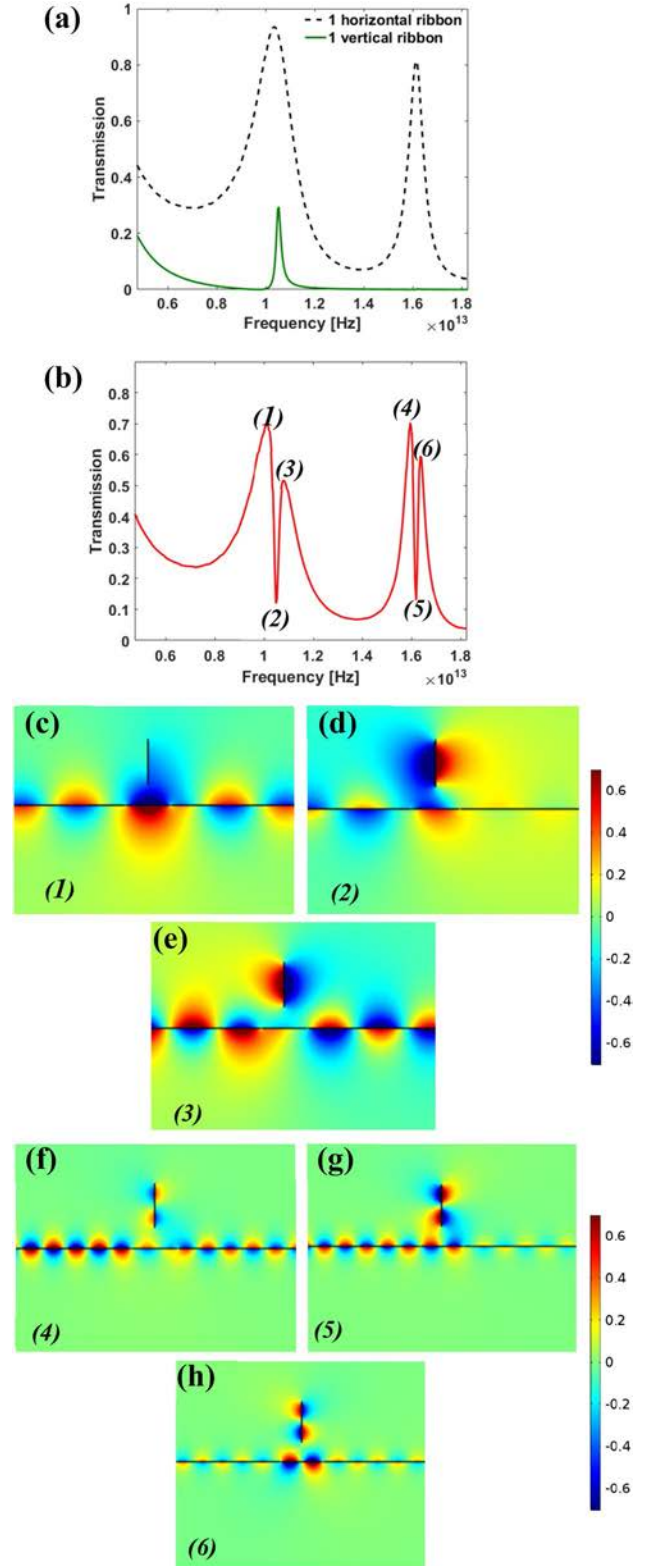 (a)
1 horizontal ribbon
1 vertical ribbon
Transmission
1
0.8
0.6
0.4
0.2
0
0.6 1 1.2 1.4 1.6 1.8
Frequency [Hz]
×10^13
(b)
Transmission
0.8
0.7
0.6
0.5
0.4
0.3
0.2
0.1
0
(1)
(2)
(3)
(4)
(5)
(6)
0.6 0.8 1 1.2 1.4 1.6 1.8
Frequency [Hz]
×10^13
(c)
(1)
(d)
(2)
(e)
(3)
0.6
0.4
0.2
0
-0.2
-0.4
-0.6
(f)
(4)
(g)
(5)
(h)
(6)
0.6
0.4
0.2
0
-0.2
-0.4
-0.6